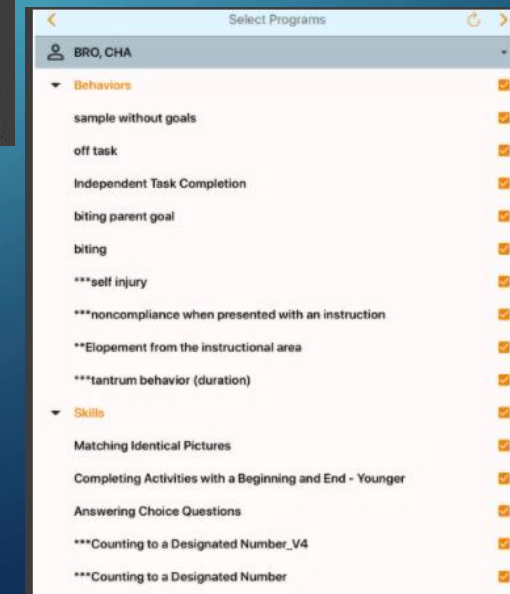 Select Programs
BRO, CHA
Behaviors
sample without goals
off task
Independent Task Completion
biting parent goal
biting
***self injury
***noncompliance when presented with an instruction
**Elopement from the instructional area
***tantrum behavior (duration)
Skills
Matching Identical Pictures
Completing Activities with a Beginning and End - Younger
Answering Choice Questions
***Counting to a Designated Number_V4
***Counting to a Designated Number